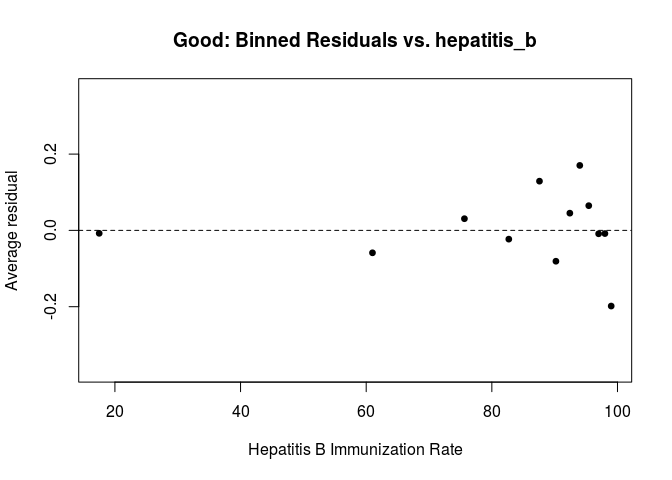 Good: Binned Residuals vs. hepatitis_b
Average residual
0.2
0.0
-0.2
20 40 60 80 100
Hepatitis B Immunization Rate